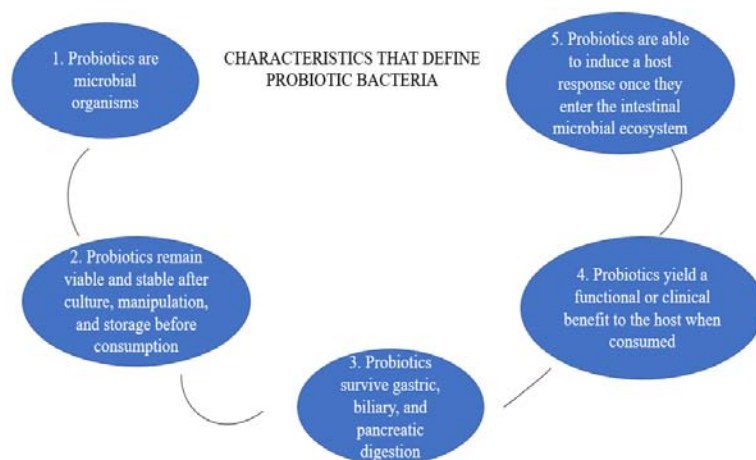 CHARACTERISTICS THAT DEFINE
PROBIOTIC BACTERIA
1. Probiotics are
microbial
organisms
2. Probiotics remain
viable and stable after
culture, manipulation,
and storage before
consumption
3. Probiotics
survive gastric,
biliary, and
pancreatic
digestion
4. Probiotics yield a
functional or clinical
benefit to the host when
consumed
5. Probiotics are able
to induce a host
response once they
enter the intestinal
microbial ecosystem